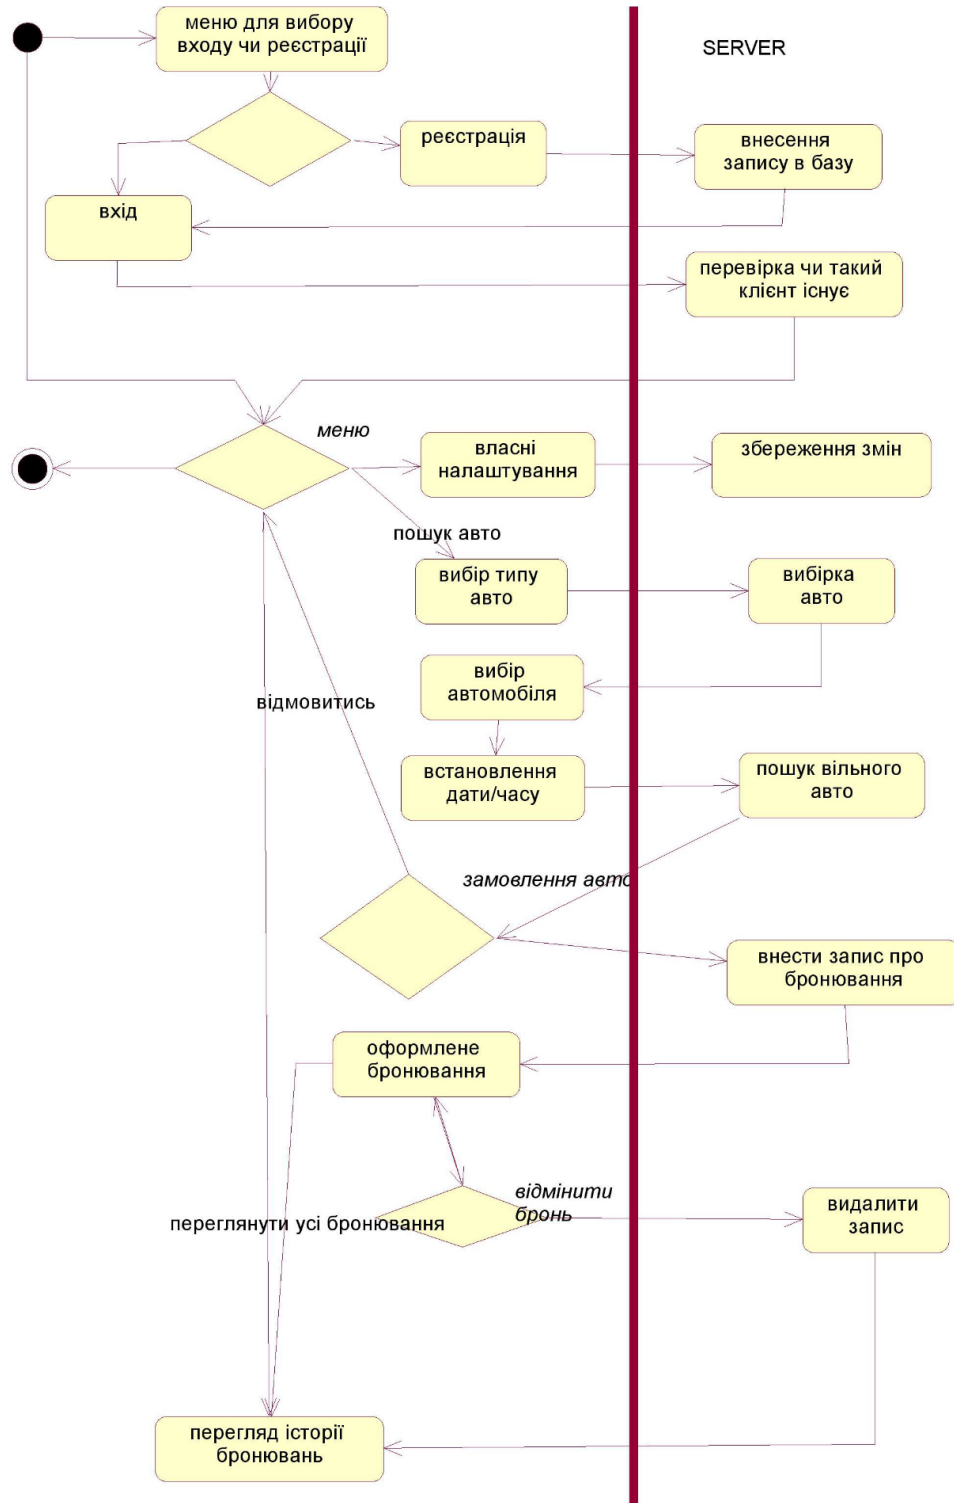 меню для вибору
входу чи реєстрації
SERVER
реєстрація
внесення
запису в базу
вхід
перевірка чи такий
клієнт існує
меню
власні
налаштування
збереження змін
пошук авто
вибір типу
авто
вибірка
авто
вибір
автомобіля
відмовитись
встановлення
дати/часу
пошук вільного
авто
замовлення авто
внести запис про
бронювання
оформлене
бронювання
відмінити
бронь
переглянути усі бронювання
видалити
запис
перегляд історії
бронювань